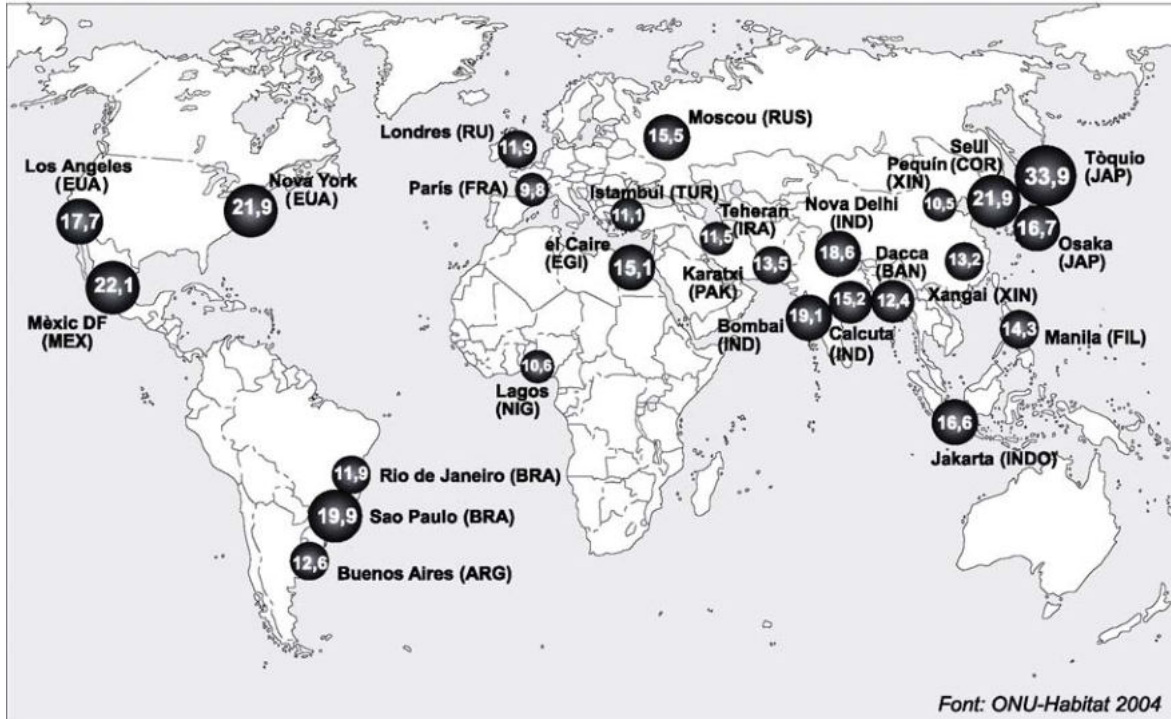 Londres (RU)
11,9
Moscou (RUS)
15,5
Los Angeles
(EUA)
17,7
Nova York
(EUA)
21,9
París (FRA)
9,8
Istambul (TUR)
11,1
Teheran
(IRA)
11,5
Nova Delhi
(IND)
18,6
Pequín
(XIN)
10,5
Seül
(COR)
21,9
Tòquio
(JAP)
33,9
Osaka
(JAP)
16,7
el Caire
(EGI)
15,1
Karatxi
(PAK)
13,5
Dacca
(BAN)
12,4
13,2
Xangai (XIN)
Mèxic DF
(MEX)
22,1
Bombai
(IND)
19,1
Calcuta
(IND)
15,2
14,3
Manila (FIL)
Lagos
(NIG)
10,6
16,6
Jakarta (INDO)
11,9
Rio de Janeiro (BRA)
19,9
Sao Paulo (BRA)
12,6
Buenos Aires (ARG)
Font: ONU-Habitat 2004